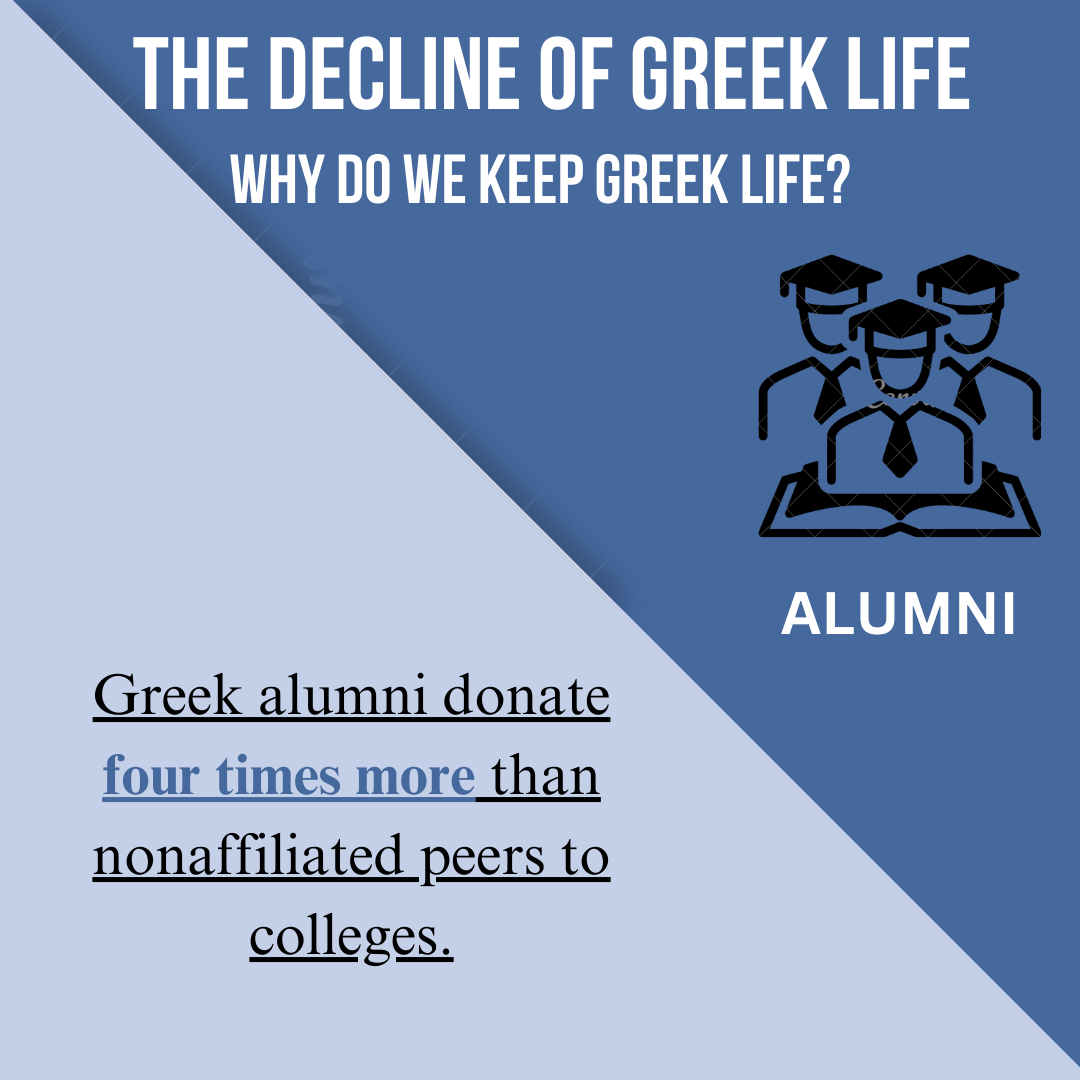 THE DECLINE OF GREEK LIFE
WHY DO WE KEEP GREEK LIFE?
ALUMNI
Greek alumni donate
four times more than
nonaffiliated peers to
colleges.